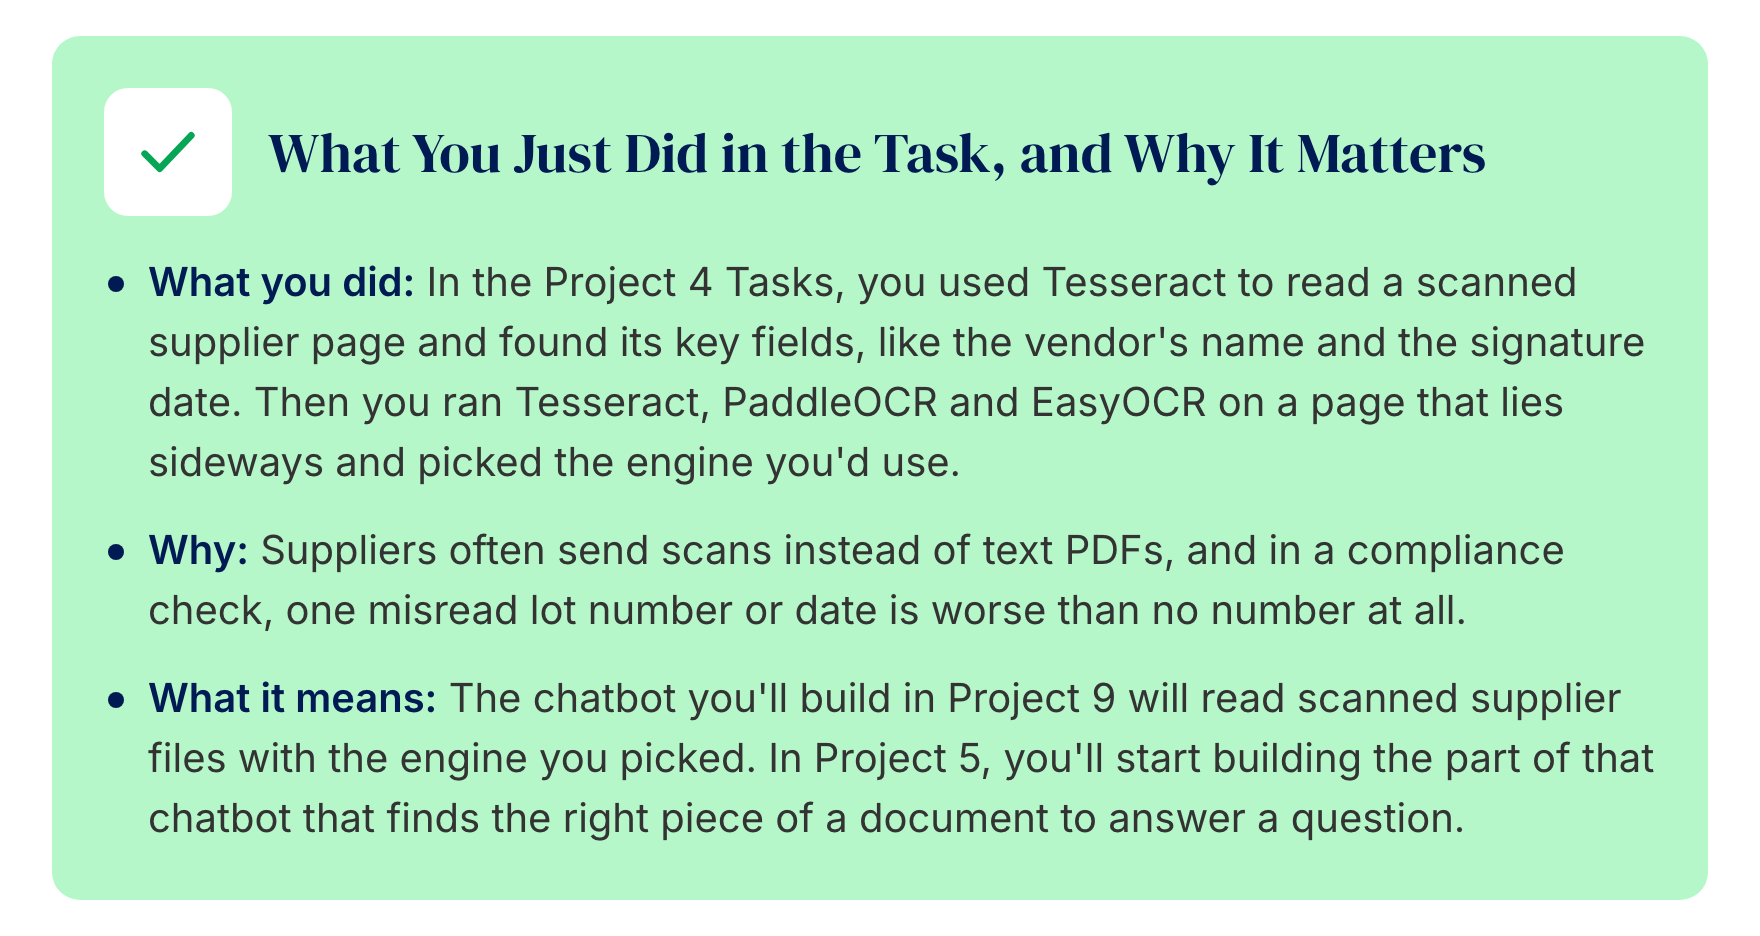 What You Just Did in the Task, and Why It Matters
• What you did: In the Project 4 Tasks, you used Tesseract to read a scanned
supplier page and found its key fields, like the vendor's name and the signature
date. Then you ran Tesseract, PaddleOCR and EasyOCR on a page that lies
sideways and picked the engine you'd use.
• Why: Suppliers often send scans instead of text PDFs, and in a compliance
check, one misread lot number or date is worse than no number at all.
• What it means: The chatbot you'll build in Project 9 will read scanned supplier
files with the engine you picked. In Project 5, you'll start building the part of that
chatbot that finds the right piece of a document to answer a question.